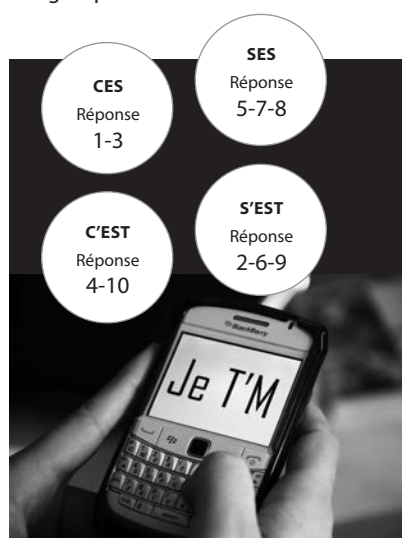 CES
Réponse
1-3
SES
Réponse
5-7-8
C'EST
Réponse
4-10
S'EST
Réponse
2-6-9
BlackBerry
Je T'M